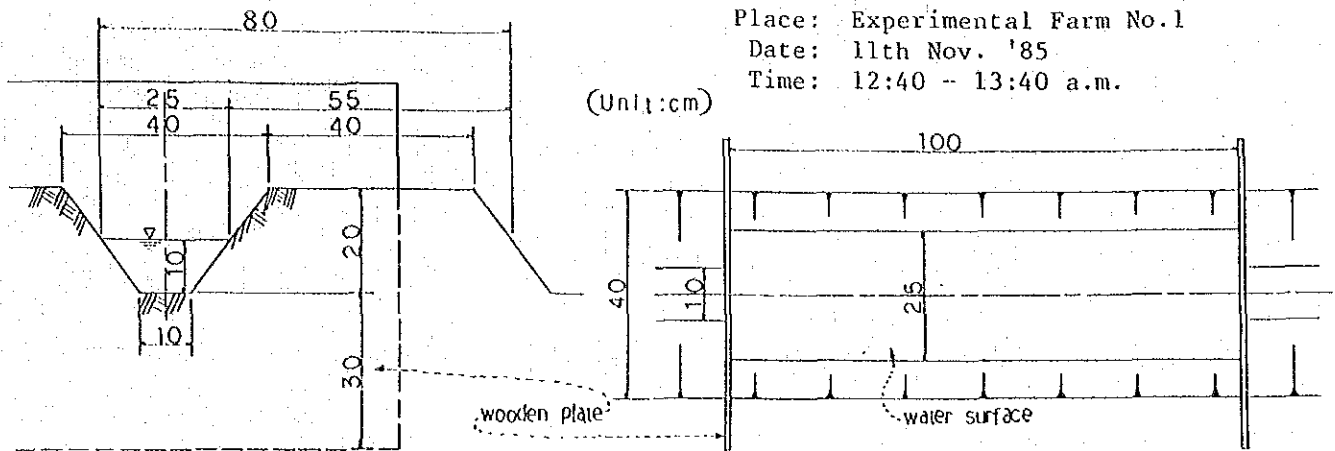 Place: Experimental Farm No.1
Date: 11th Nov. '85
Time: 12:40 -- 13:40 a.m.
(Unit:cm)
80
25 55
40 40
20
10
10
30
wooden plate
100
40
10
25
water surface